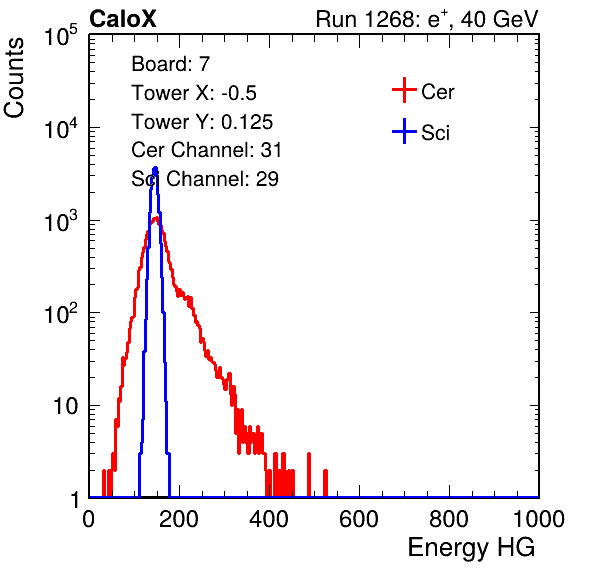 CaloX Run 1268: e⁺, 40 GeV
Counts
Board: 7
Tower X: -0.5
Tower Y: 0.125
Cer Channel: 31
Sci Channel: 29
Cer
Sci
10⁵
10⁴
10³
10²
10
1
0 200 400 600 800 1000
Energy HG